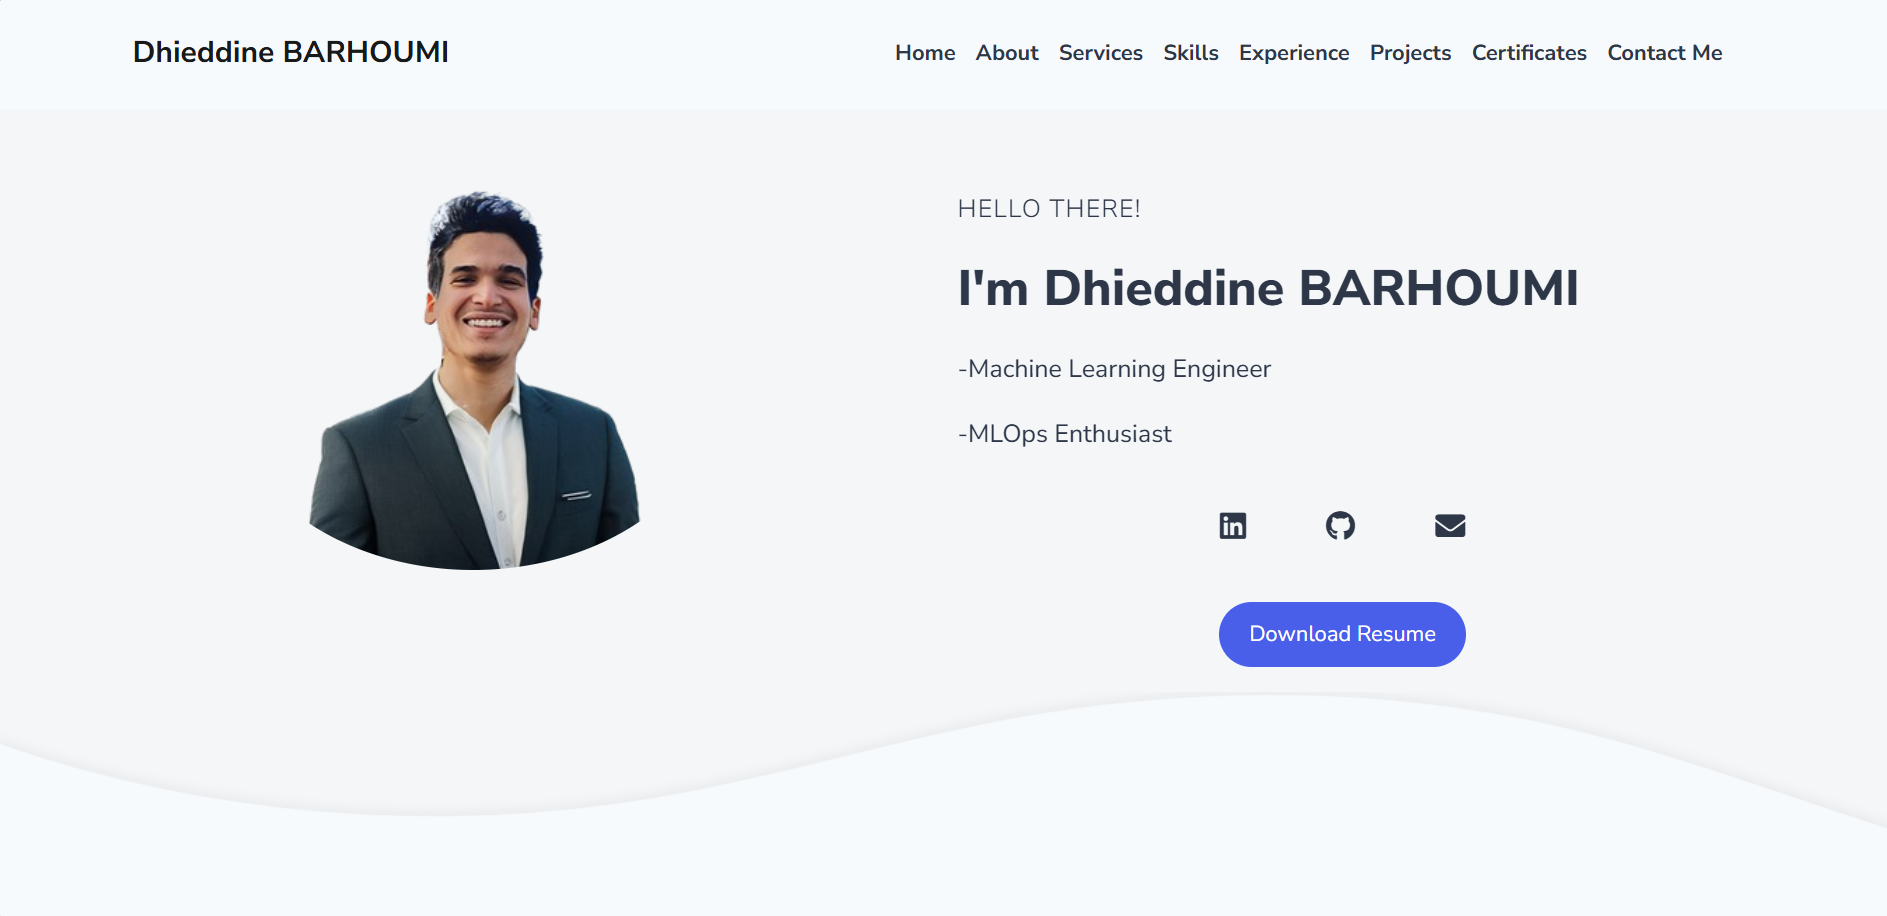 Dhieddine BARHOUMI
Home About Services Skills Experience Projects Certificates Contact Me
HELLO THERE!
I'm Dhieddine BARHOUMI
-Machine Learning Engineer
-MLOps Enthusiast
in
Download Resume